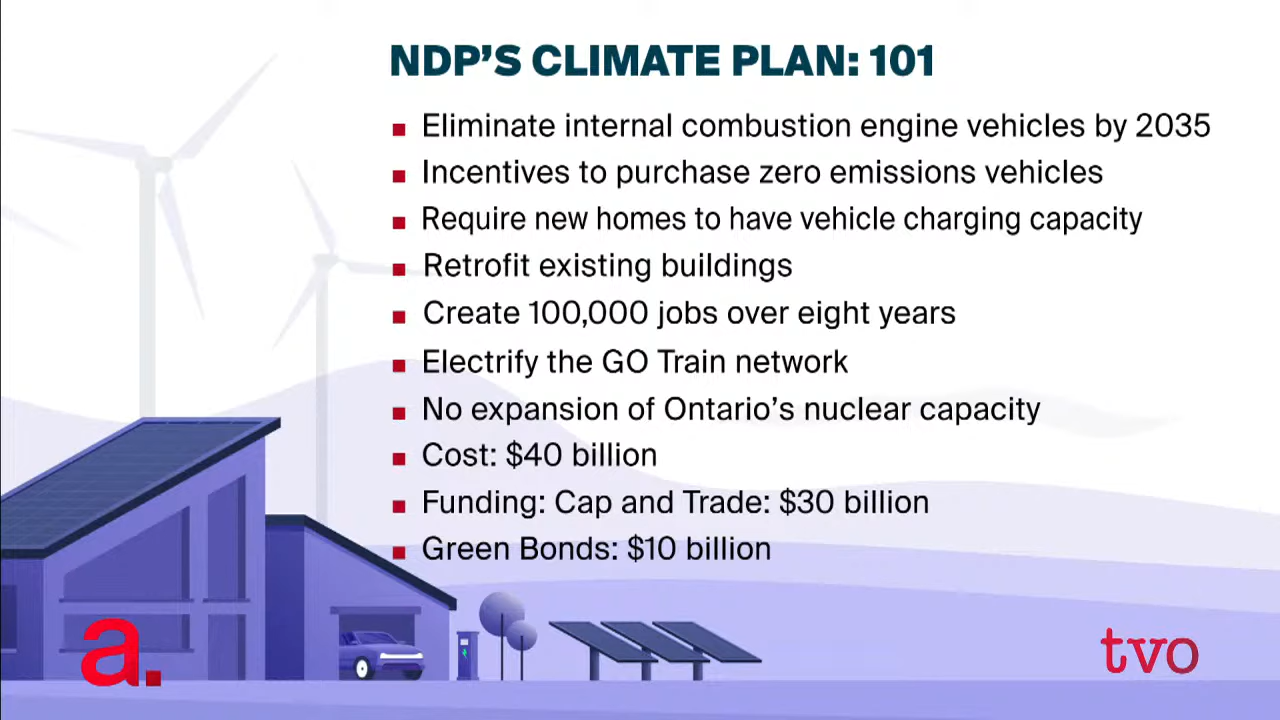 NDP'S CLIMATE PLAN: 101
Eliminate internal combustion engine vehicles by 2035
Incentives to purchase zero emissions vehicles
Require new homes to have vehicle charging capacity
Retrofit existing buildings
Create 100,000 jobs over eight years
Electrify the GO Train network
No expansion of Ontario's nuclear capacity
Cost: $40 billion
Funding: Cap and Trade: $30 billion
Green Bonds: $10 billion
a.
tvo